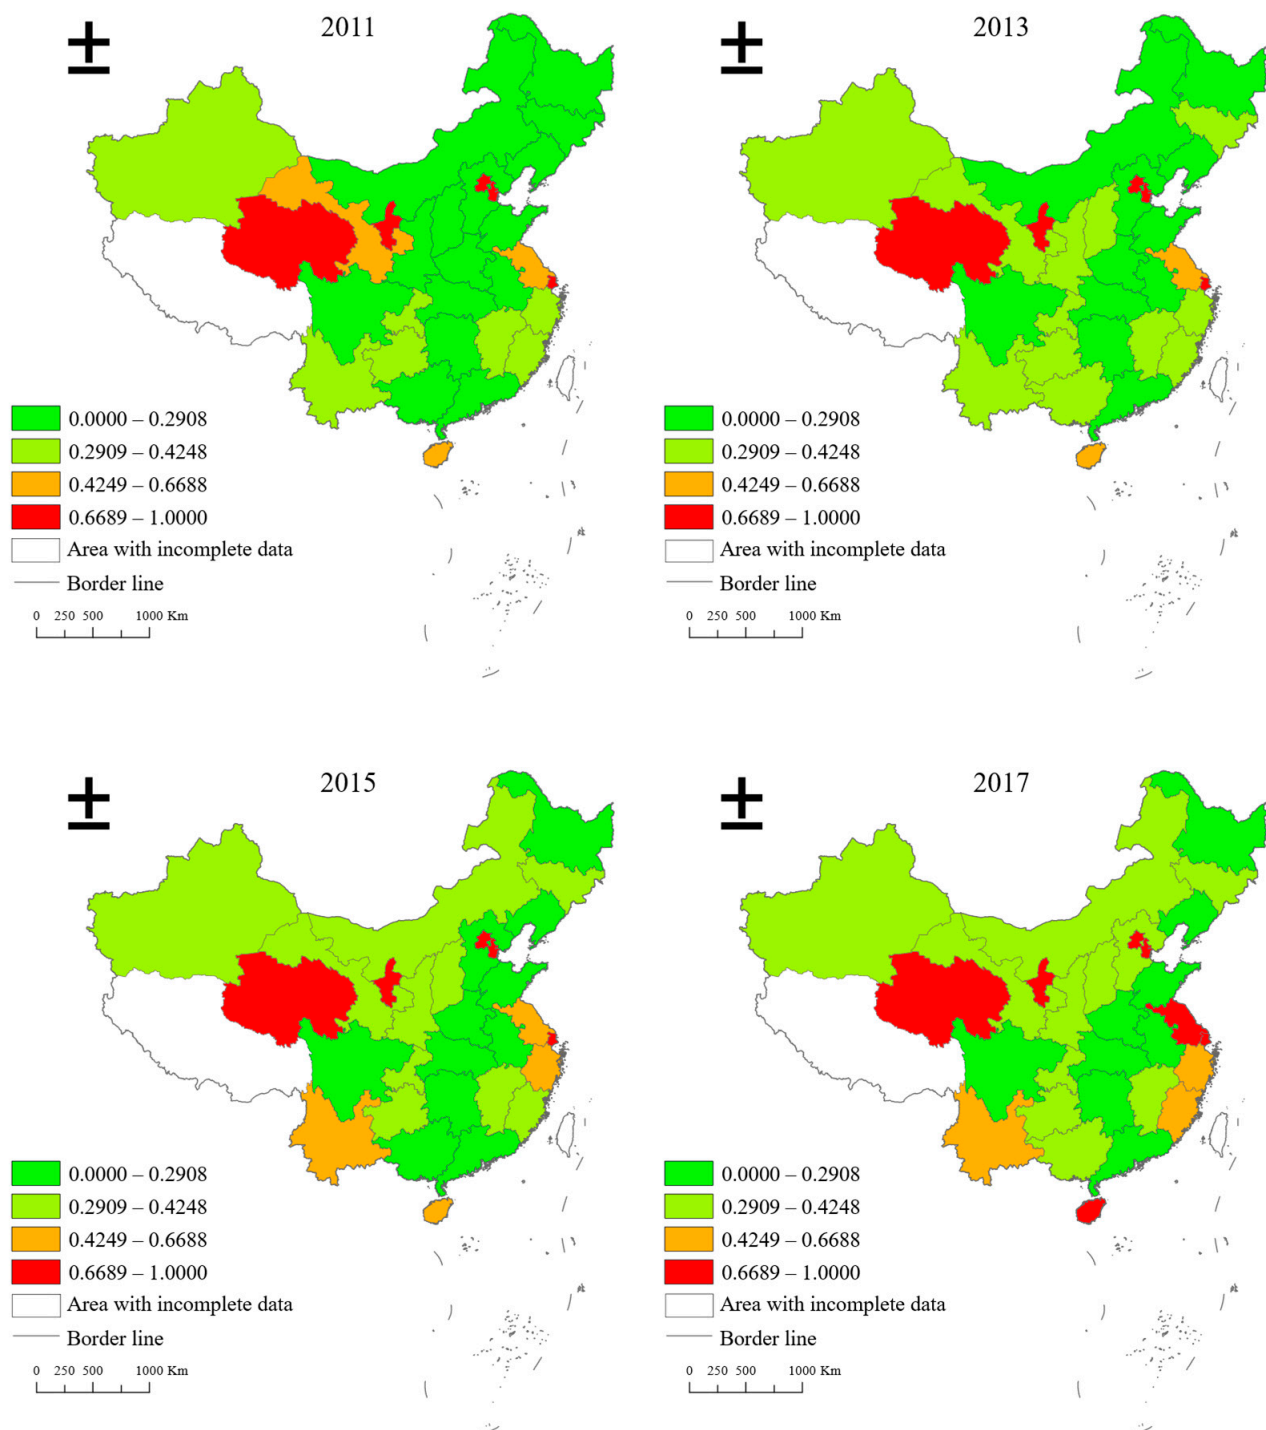 2011
0.0000 – 0.2908
0.2909 – 0.4248
0.4249 – 0.6688
0.6689 – 1.0000
Area with incomplete data
Border line
0 250 500 1000 Km
2013
0.0000 – 0.2908
0.2909 – 0.4248
0.4249 – 0.6688
0.6689 – 1.0000
Area with incomplete data
Border line
0 250 500 1000 Km
2015
0.0000 – 0.2908
0.2909 – 0.4248
0.4249 – 0.6688
0.6689 – 1.0000
Area with incomplete data
Border line
0 250 500 1000 Km
2017
0.0000 – 0.2908
0.2909 – 0.4248
0.4249 – 0.6688
0.6689 – 1.0000
Area with incomplete data
Border line
0 250 500 1000 Km